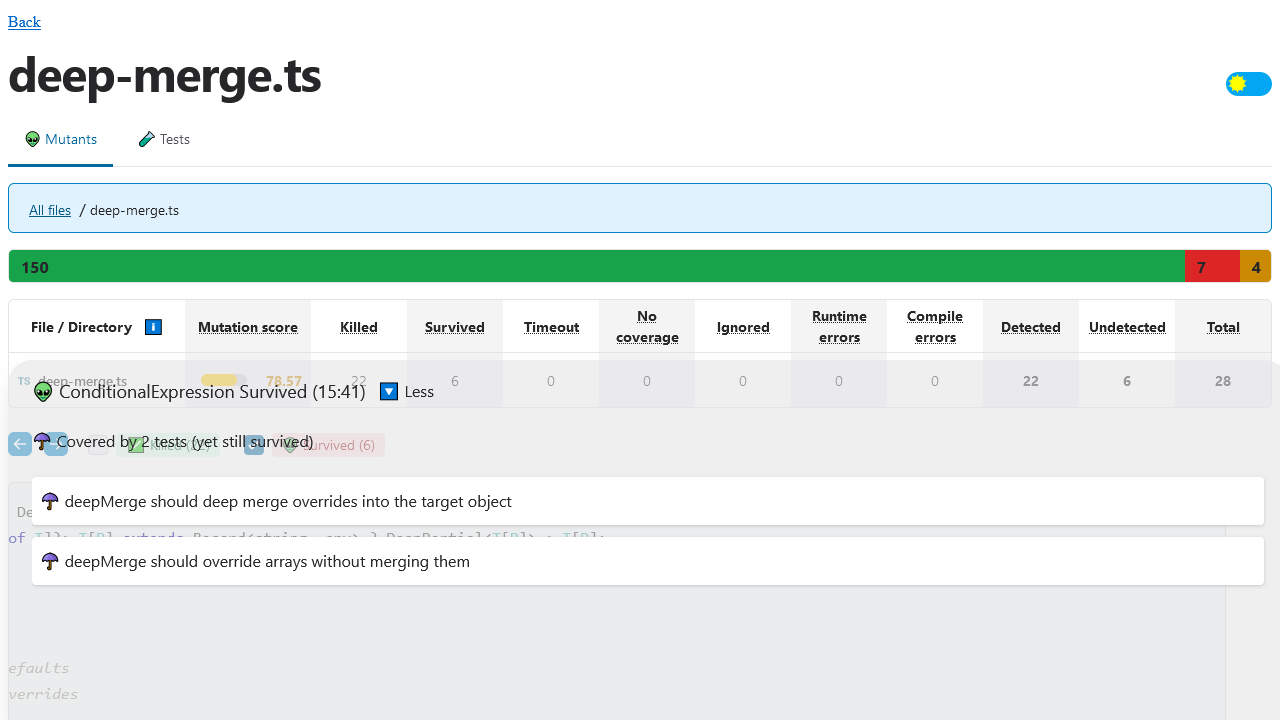 Back
deep-merge.ts
👽 Mutants
🧪 Tests
All files / deep-merge.ts
150 7 4
File / Directory ℹ Mutation score Killed Survived Timeout No coverage Ignored Runtime errors Compile errors Detected Undetected Total
TS deep-merge.ts 78.57 22 6 0 0 0 0 0 22 6 28
👽 ConditionalExpression Survived (15:41) 🔽 Less
☂️ Covered by 2 tests (yet still survived)
Survived (6)
☂️ deepMerge should deep merge overrides into the target object
☂️ deepMerge should override arrays without merging them
efaults
verrides